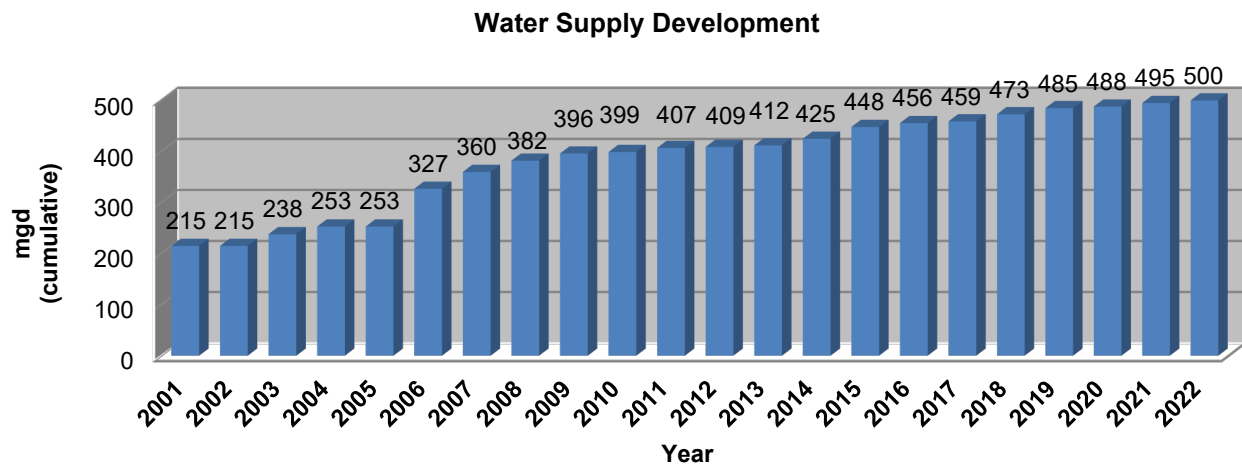 Water Supply Development
mgd
(cumulative)
500
400
300
200
100
0
215 215 238 253 253 327 360 382 396 399 407 409 412 425 448 456 459 473 485 488 495 500
2001 2002 2003 2004 2005 2006 2007 2008 2009 2010 2011 2012 2013 2014 2015 2016 2017 2018 2019 2020 2021 2022
Year